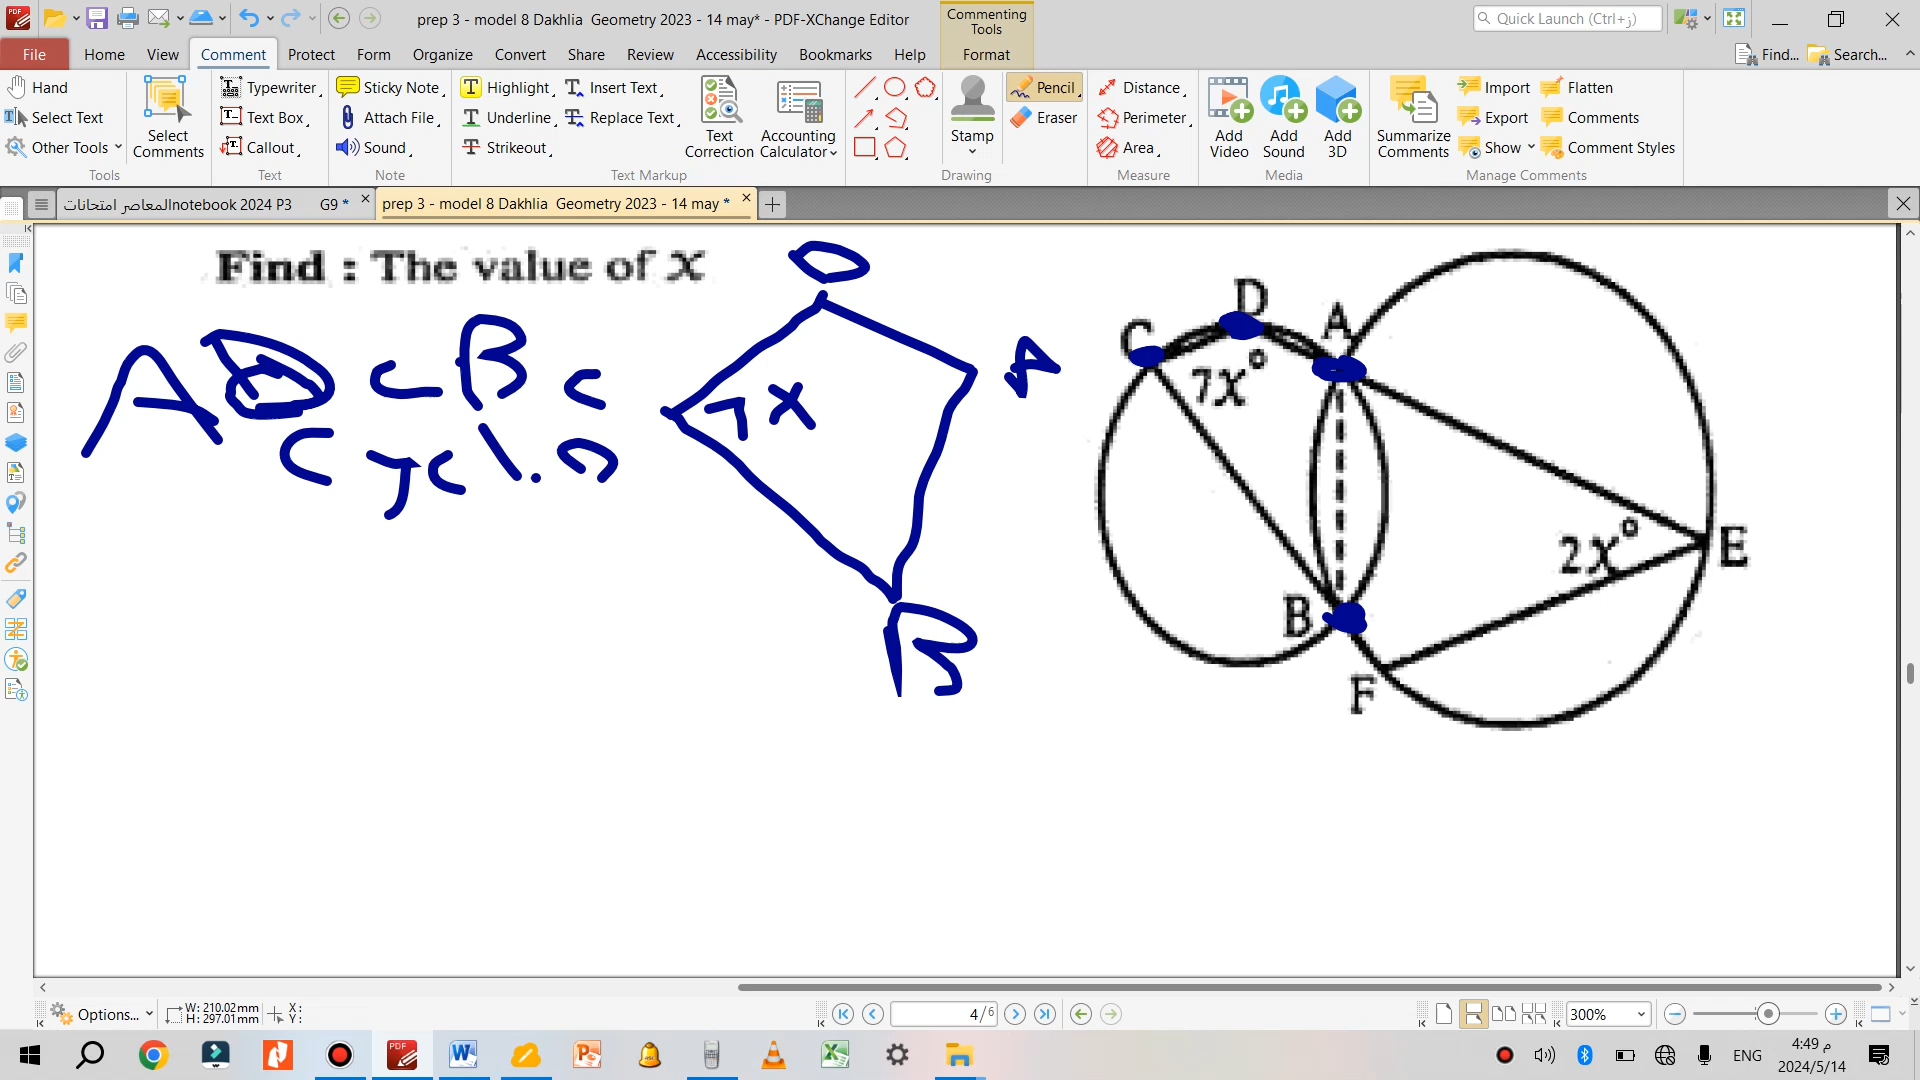 prep 3 - model 8 Dakhlia Geometry 2023 - 14 may* - PDF-XChange Editor
Commenting Tools
Quick Launch (Ctrl+ز)
File Home View Comment Protect Form Organize Convert Share Review Accessibility Bookmarks Help Format
Find... Search...
Hand
Select Text
Other Tools
Select Comments
Tools
Typewriter
Text Box
Callout
Text
Sticky Note
Attach File
Sound
Note
Highlight Insert Text
Underline Replace Text
Strikeout
Text Correction
Accounting Calculator
Text Markup
Stamp
Pencil
Eraser
Drawing
Distance
Perimeter
Area
Measure
Add Video
Add Sound
Add 3D
Media
Summarize Comments
Import
Export
Show
Flatten
Comments
Comment Styles
Manage Comments
المعاصر امتحانات notebook 2024 P3 G9 *
prep 3 - model 8 Dakhlia Geometry 2023 - 14 may *
Find : The value of X
A D C B C
cyclic
D
A
7X
B
C
D
A
7X°
2X°
E
B
F
Options...
W: 210.02mm
H: 297.01mm
X:
Y:
4/6
300%
ENG
4:49 م
2024/5/14